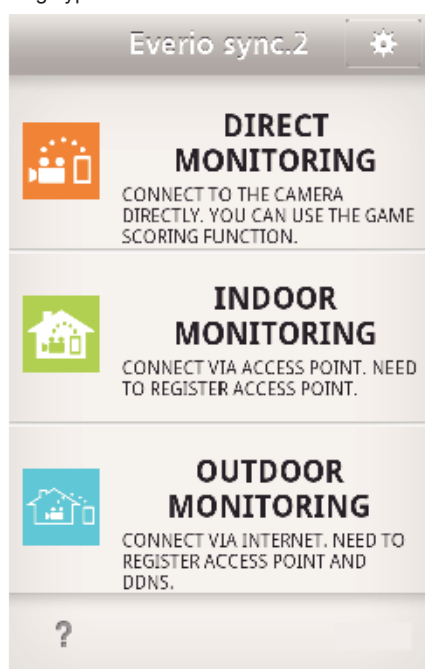 Everio sync.2
DIRECT
MONITORING
CONNECT TO THE CAMERA
DIRECTLY. YOU CAN USE THE GAME
SCORING FUNCTION.
INDOOR
MONITORING
CONNECT VIA ACCESS POINT. NEED
TO REGISTER ACCESS POINT.
OUTDOOR
MONITORING
CONNECT VIA INTERNET. NEED TO
REGISTER ACCESS POINT AND
DDNS.
?